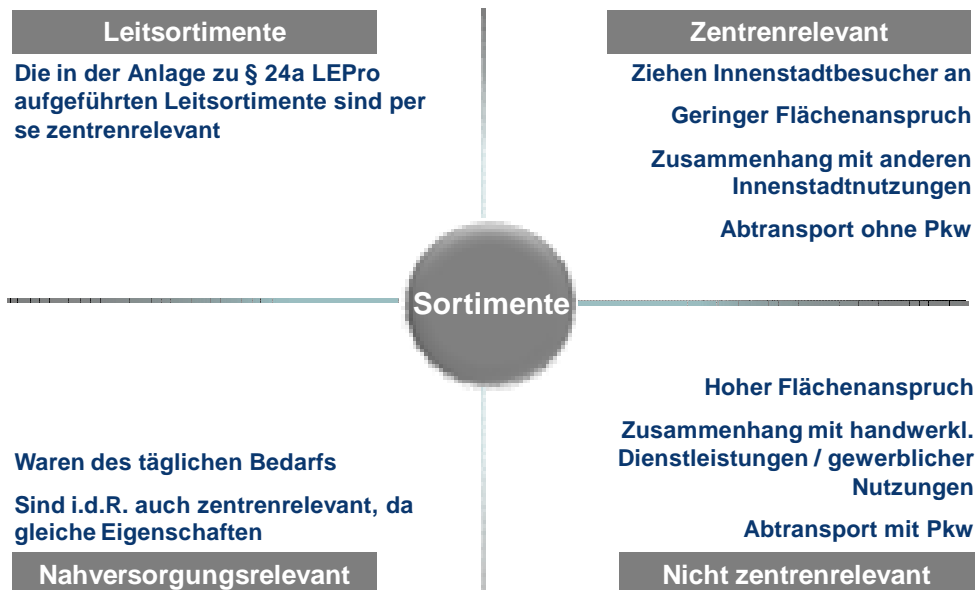 Leitsortimente
Die in der Anlage zu § 24a LEPro
aufgeführten Leitsortimente sind per
se zentrenrelevant
Zentrenrelevant
Ziehen Innenstadtbesucher an
Geringer Flächenanspruch
Zusammenhang mit anderen
Innenstadtnutzungen
Abtransport ohne Pkw
Sortimente
Waren des täglichen Bedarfs
Sind i.d.R. auch zentrenrelevant, da
gleiche Eigenschaften
Nahversorgungsrelevant
Hoher Flächenanspruch
Zusammenhang mit handwerkl.
Dienstleistungen / gewerblicher
Nutzungen
Abtransport mit Pkw
Nicht zentrenrelevant